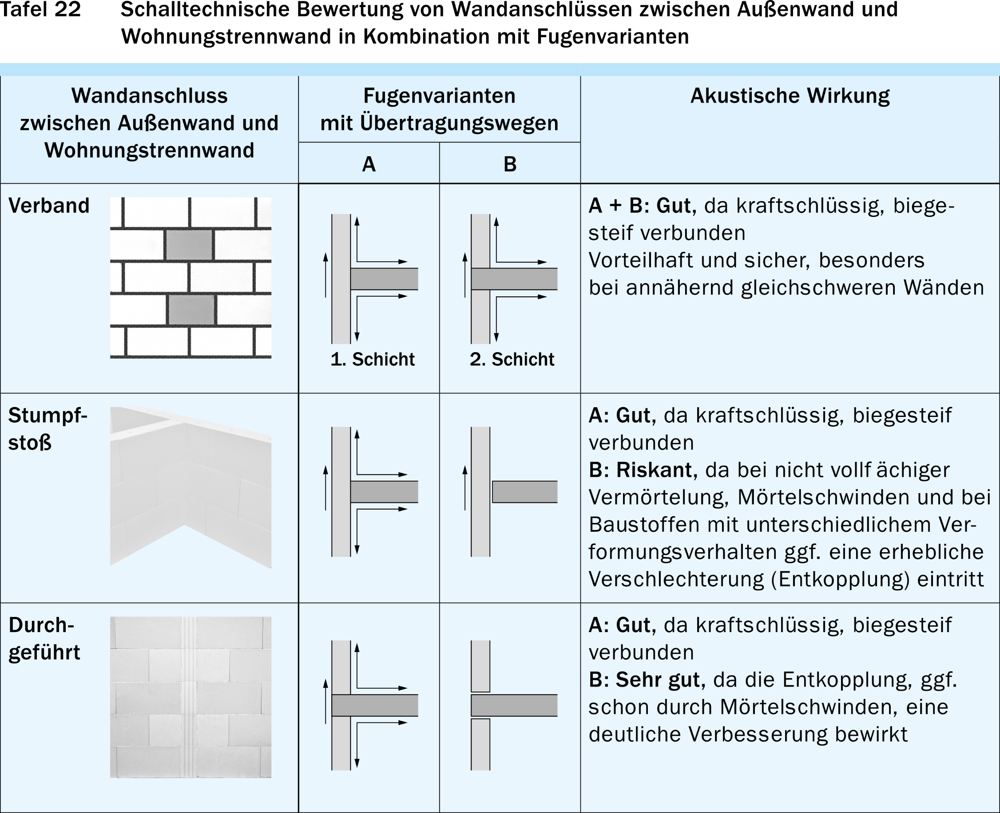 Tafel 22 Schalltechnische Bewertung von Wandanschlüssen zwischen Außenwand und
Wohnungstrennwand in Kombination mit Fugenvarianten
Wandanschluss
zwischen Außenwand und
Wohnungstrennwand
Fugenvarianten
mit Übertragungswegen
A
B
Akustische Wirkung
Verband
1. Schicht
2. Schicht
A + B: Gut, da kraftschlüssig, biege-
steif verbunden
Vorteilhaft und sicher, besonders
bei annähernd gleichschweren Wänden
Stumpf-
stoß
A: Gut, da kraftschlüssig, biegesteif
verbunden
B: Riskant, da bei nicht vollf ächiger
Vermörtelung, Mörtelschwinden und bei
Baustoffen mit unterschiedlichem Ver-
formungsverhalten ggf. eine erhebliche
Verschlechterung (Entkopplung) eintritt
Durch-
geführt
A: Gut, da kraftschlüssig, biegesteif
verbunden
B: Sehr gut, da die Entkopplung, ggf.
schon durch Mörtelschwinden, eine
deutliche Verbesserung bewirkt